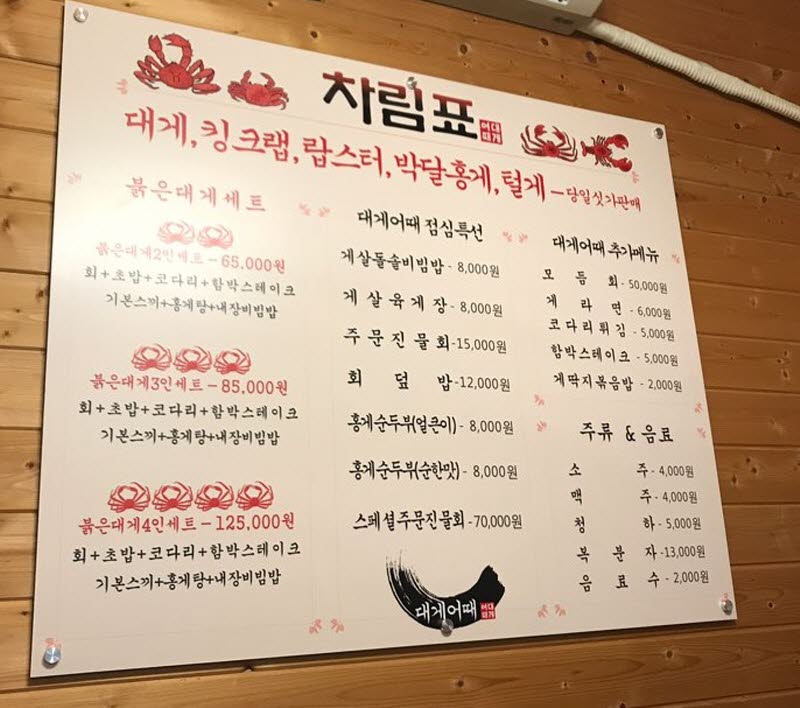 차림표 대게어때
대게, 킹크랩, 랍스터, 박달홍게, 털게 - 당일싯가판매
붉은대게세트
붉은대게2인세트 - 65,000원
회+초밥+코다리+함박스테이크
기본스끼+홍게탕+내장비빔밥
붉은대게3인세트 - 85,000원
회+초밥+코다리+함박스테이크
기본스끼+홍게탕+내장비빔밥
붉은대게4인세트 - 125,000원
회+초밥+코다리+함박스테이크
기본스끼+홍게탕+내장비빔밥
대게어때 점심특선
게살돌솥비빔밥 - 8,000원
게살육게장 - 8,000원
주문진물회 - 15,000원
회덮밥 - 12,000원
홍게순두부(얼큰이) - 8,000원
홍게순두부(순한맛) - 8,000원
스페셜주문진물회 - 70,000원
대게어때 대게어때
대게어때 추가메뉴
모듬회 - 50,000원
게라면 - 6,000원
코다리튀김 - 5,000원
함박스테이크 - 5,000원
게딱지볶음밥 - 2,000원
주류 & 음료
소주 - 4,000원
맥주 - 4,000원
청하 - 5,000원
복분자 - 13,000원
음료수 - 2,000원